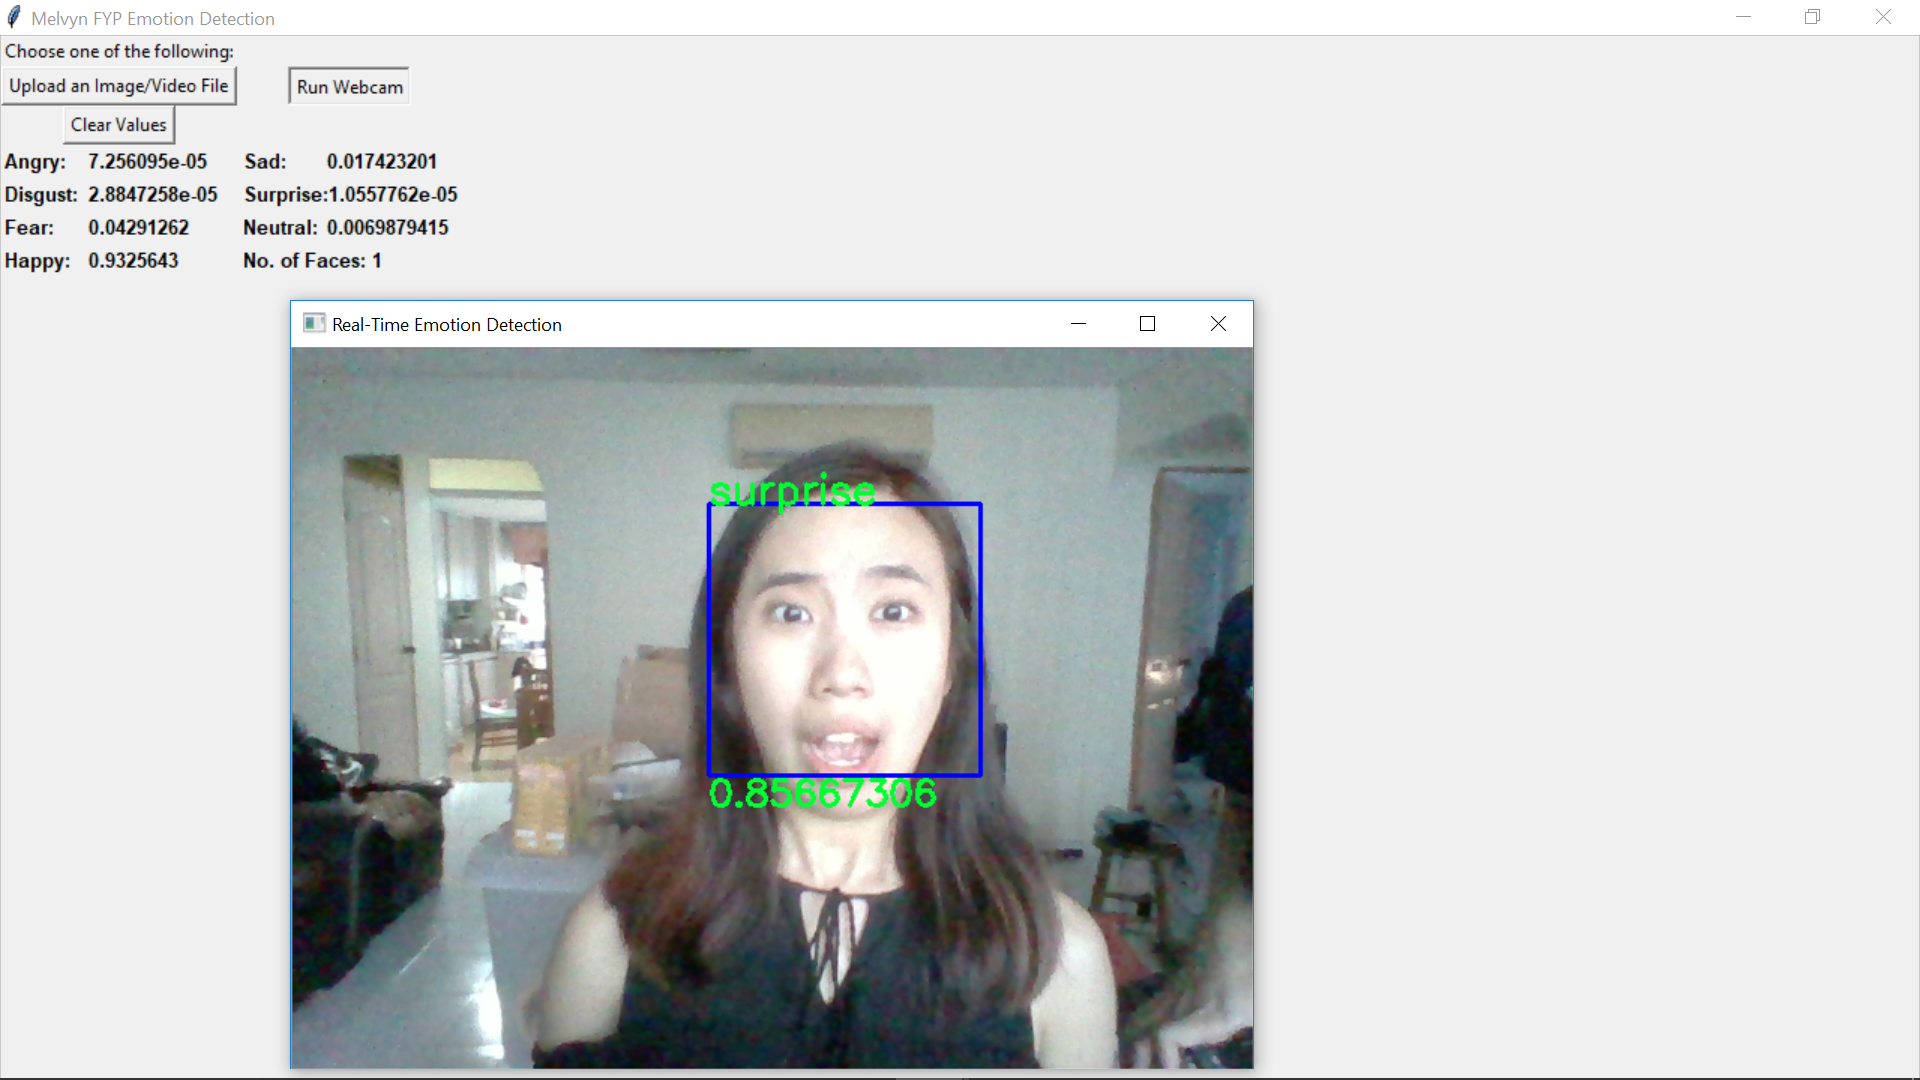 Melvyn FYP Emotion Detection
Choose one of the following:
Upload an Image/Video File Run Webcam
Clear Values
Angry: 7.256095e-05 Sad: 0.017423201
Disgust: 2.8847258e-05 Surprise:1.0557762e-05
Fear: 0.04291262 Neutral: 0.0069879415
Happy: 0.9325643 No. of Faces: 1
Real-Time Emotion Detection
surprise
0.85667306